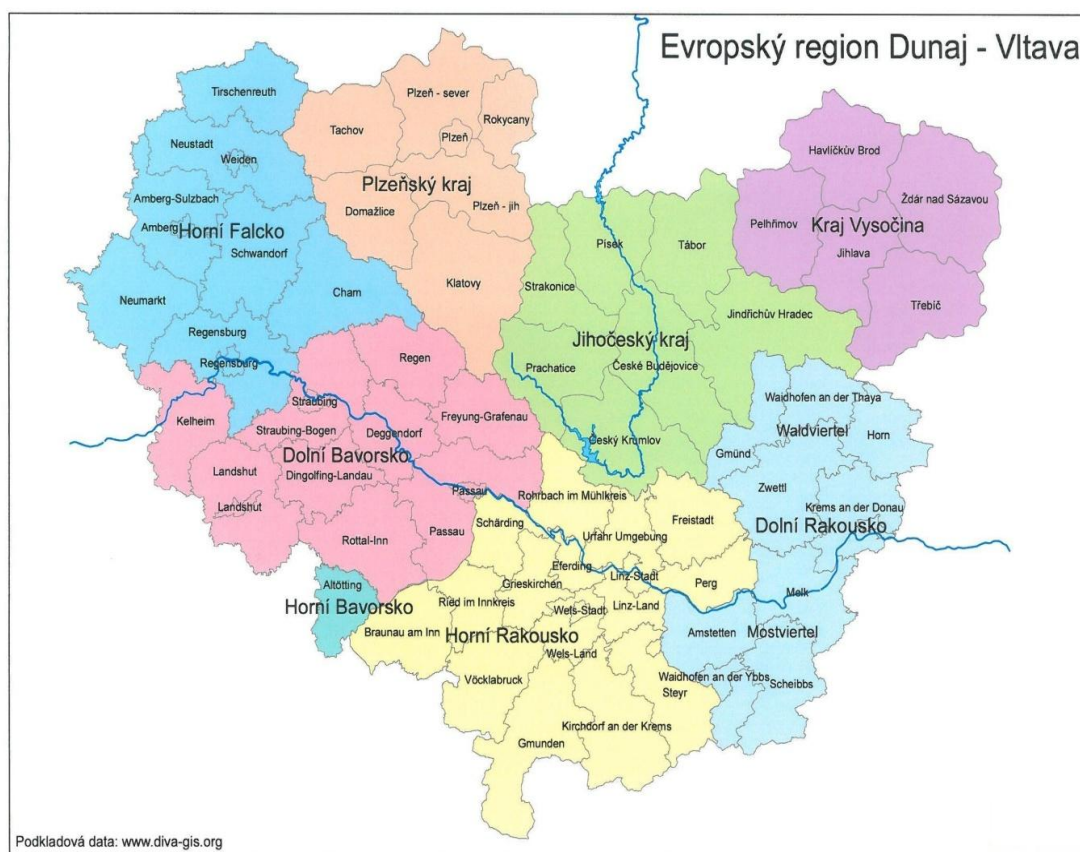 Evropský region Dunaj - Vltava
Tirschenreuth
Neustadt
Weiden
Amberg-Sulzbach
Amberg
Horní Falcko
Schwandorf
Neumarkt
Cham
Regensburg
Regensburg
Tachov
Plzeň - sever
Plzeň
Rokycany
Plzeňský kraj
Domažlice
Plzeň - jih
Klatovy
Havlíčkův Brod
Žďár nad Sázavou
Pelhřimov
Kraj Vysočina
Jihlava
Třebíč
Písek
Tábor
Strakonice
Jindřichův Hradec
Jihočeský kraj
Prachatice
České Budějovice
Český Krumlov
Regen
Kelheim
Straubing
Freyung-Grafenau
Straubing-Bogen
Deggendorf
Dolní Bavorsko
Landshut
Dingolfing-Landau
Landshut
Passau
Rottal-Inn
Passau
Altötting
Horní Bavorsko
Waidhofen an der Thaya
Waldviertel
Horn
Gmünd
Zwettl
Krems an der Donau
Dolní Rakousko
Melk
Amstetten
Mostviertel
Waidhofen an der Ybbs
Scheibbs
Rohrbach im Mühlkreis
Schärding
Freistadt
Urfahr Umgebung
Eferding
Linz-Stadt
Grieskirchen
Perg
Ried im Innkreis
Wels-Stadt
Linz-Land
Braunau am Inn
Horní Rakousko
Wels-Land
Vöcklabruck
Steyr
Kirchdorf an der Krems
Gmunden
Podkladová data: www.diva-gis.org